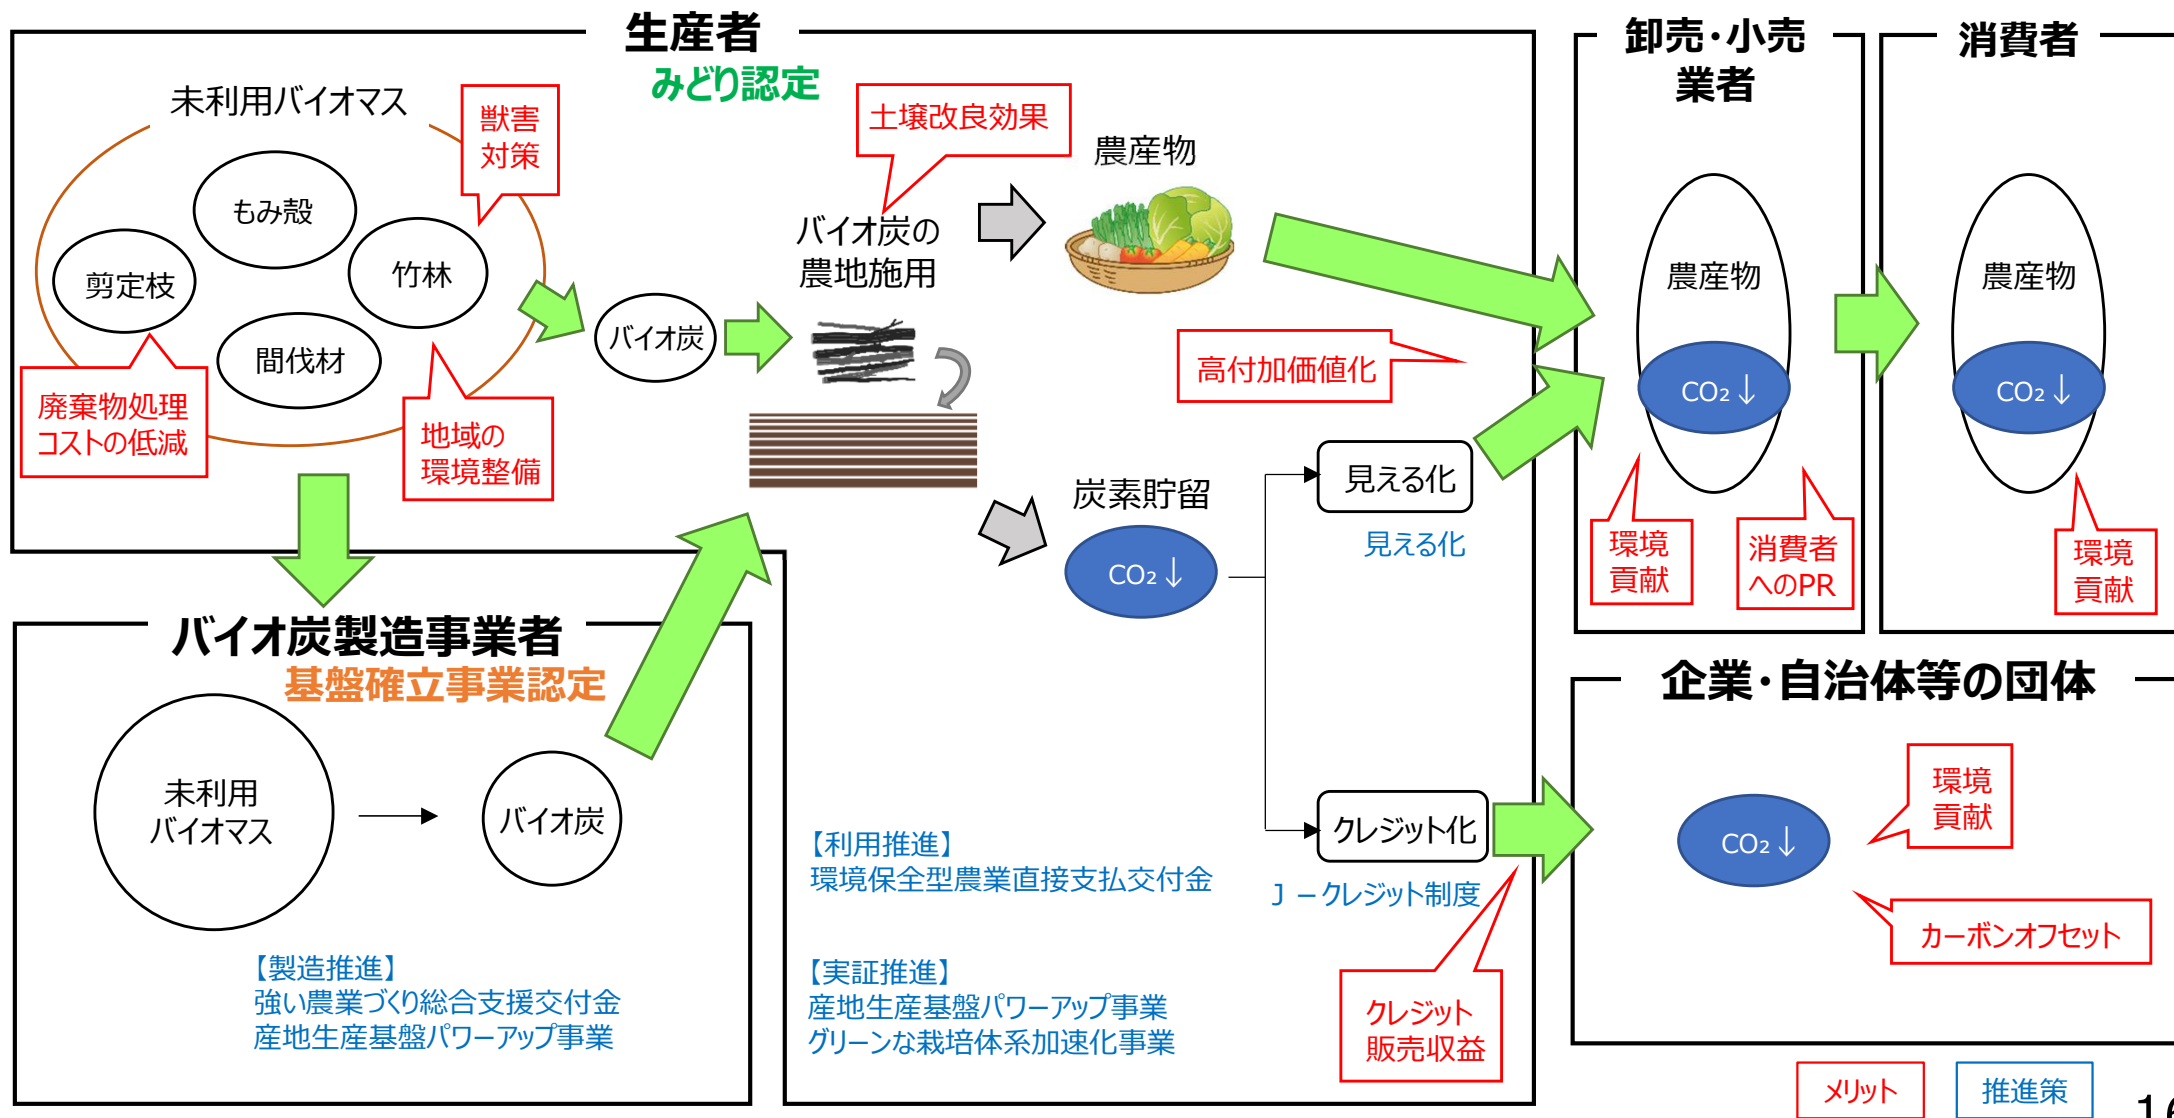 生産者
みどり認定
未利用バイオマス
獣害
対策
もみ殻
剪定枝
竹林
間伐材
廃棄物処理
コストの低減
地域の
環境整備
バイオ炭
土壌改良効果
バイオ炭の
農地施用
農産物
高付加価値化
炭素貯留
CO₂↓
見える化
見える化
クレジット化
J－クレジット制度
クレジット
販売収益
【利用推進】
環境保全型農業直接支払交付金
【実証推進】
産地生産基盤パワーアップ事業
グリーンな栽培体系加速化事業
バイオ炭製造事業者
基盤確立事業認定
未利用
バイオマス
バイオ炭
【製造推進】
強い農業づくり総合支援交付金
産地生産基盤パワーアップ事業
卸売・小売
業者
農産物
CO₂↓
環境
貢献
消費者
へのPR
消費者
農産物
CO₂↓
環境
貢献
企業・自治体等の団体
CO₂↓
環境
貢献
カーボンオフセット
メリット
推進策